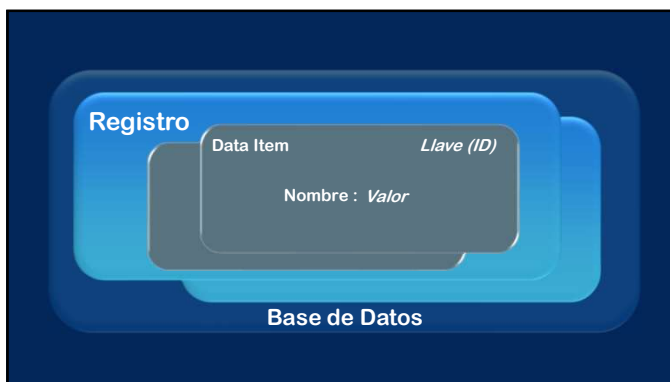 Registro
Data Item Llave (ID)
Nombre : Valor
Base de Datos